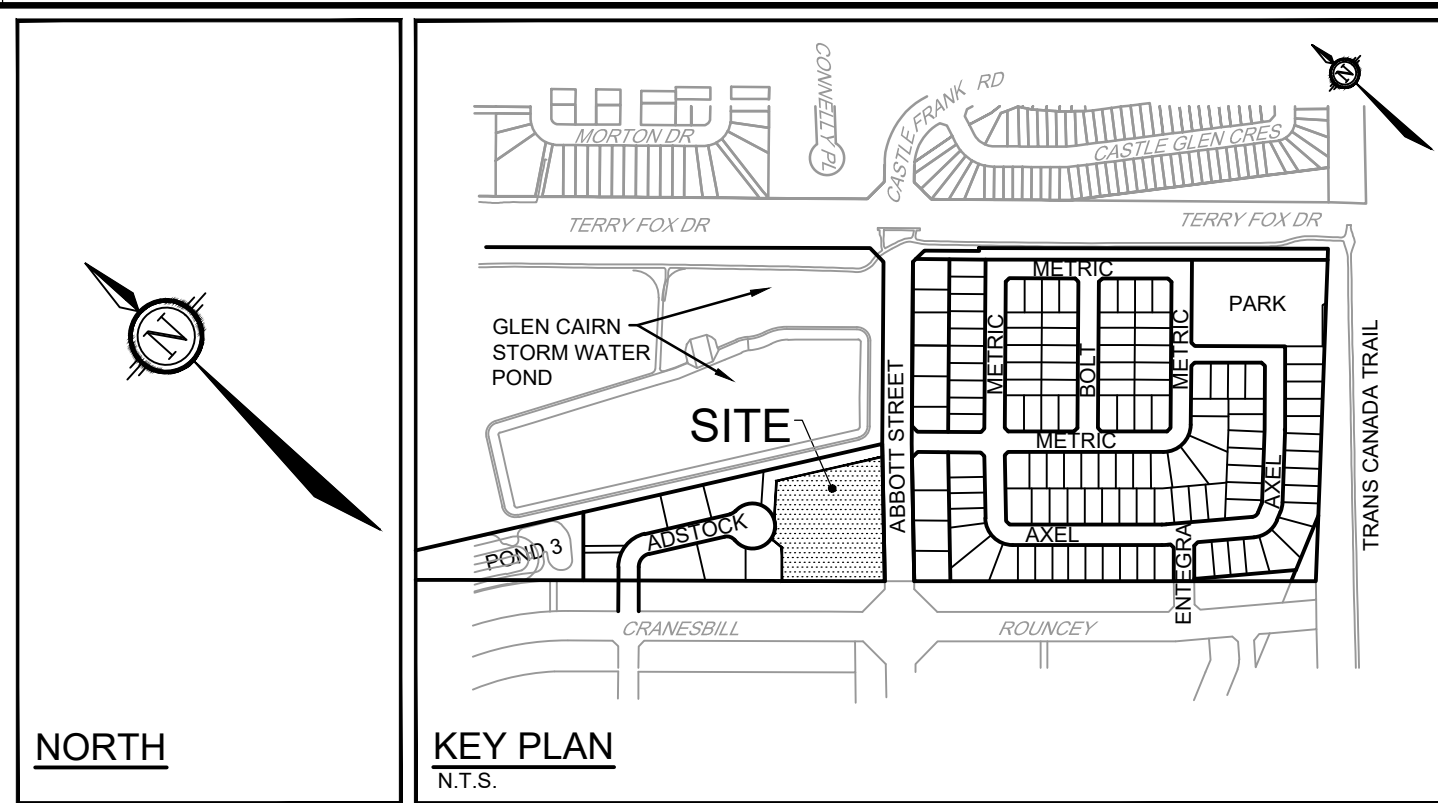 NORTH
N
KEY PLAN
N.T.S.
N
CONNELLY PL
CASTLE FRANK RD
MORTON DR
CASTLE GLEN CRES
TERRY FOX DR
TERRY FOX DR
METRIC
PARK
GLEN CAIRN
STORM WATER
POND
METRIC
BOLT
METRIC
TRANS CANADA TRAIL
ABBOTT STREET
SITE
METRIC
AXEL
ADSTOCK
AXEL
POND 3
ENTEGRA
CRANESBILL
ROUNCEY